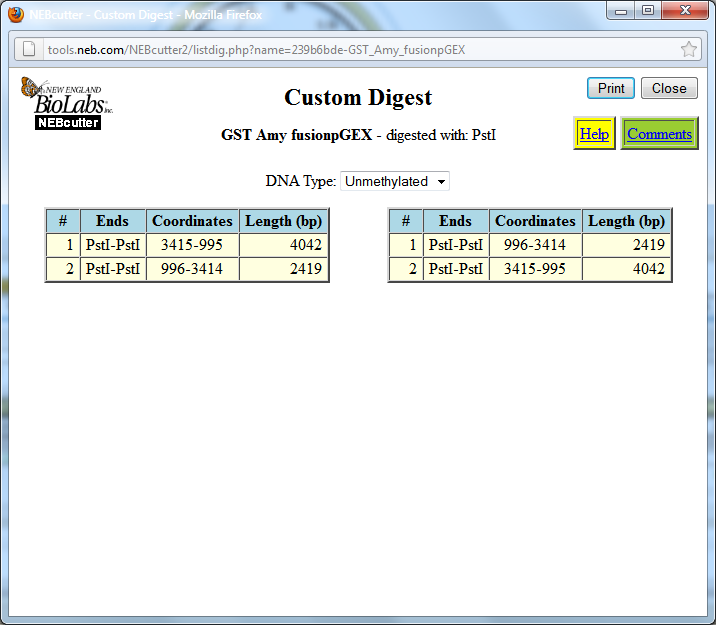 NEBcutter - Custom Digest - Mozilla Firefox
tools.neb.com/NEBcutter2/listdig.php?name=239b6bde-GST_Amy_fusionpGEX
NEW ENGLAND
BioLabs Inc.
NEBcutter
Custom Digest
Print Close
GST Amy fusionpGEX - digested with: PstI
Help Comments
DNA Type: Unmethylated
# Ends Coordinates Length (bp)
1 PstI-PstI 3415-995 4042
2 PstI-PstI 996-3414 2419
# Ends Coordinates Length (bp)
1 PstI-PstI 996-3414 2419
2 PstI-PstI 3415-995 4042